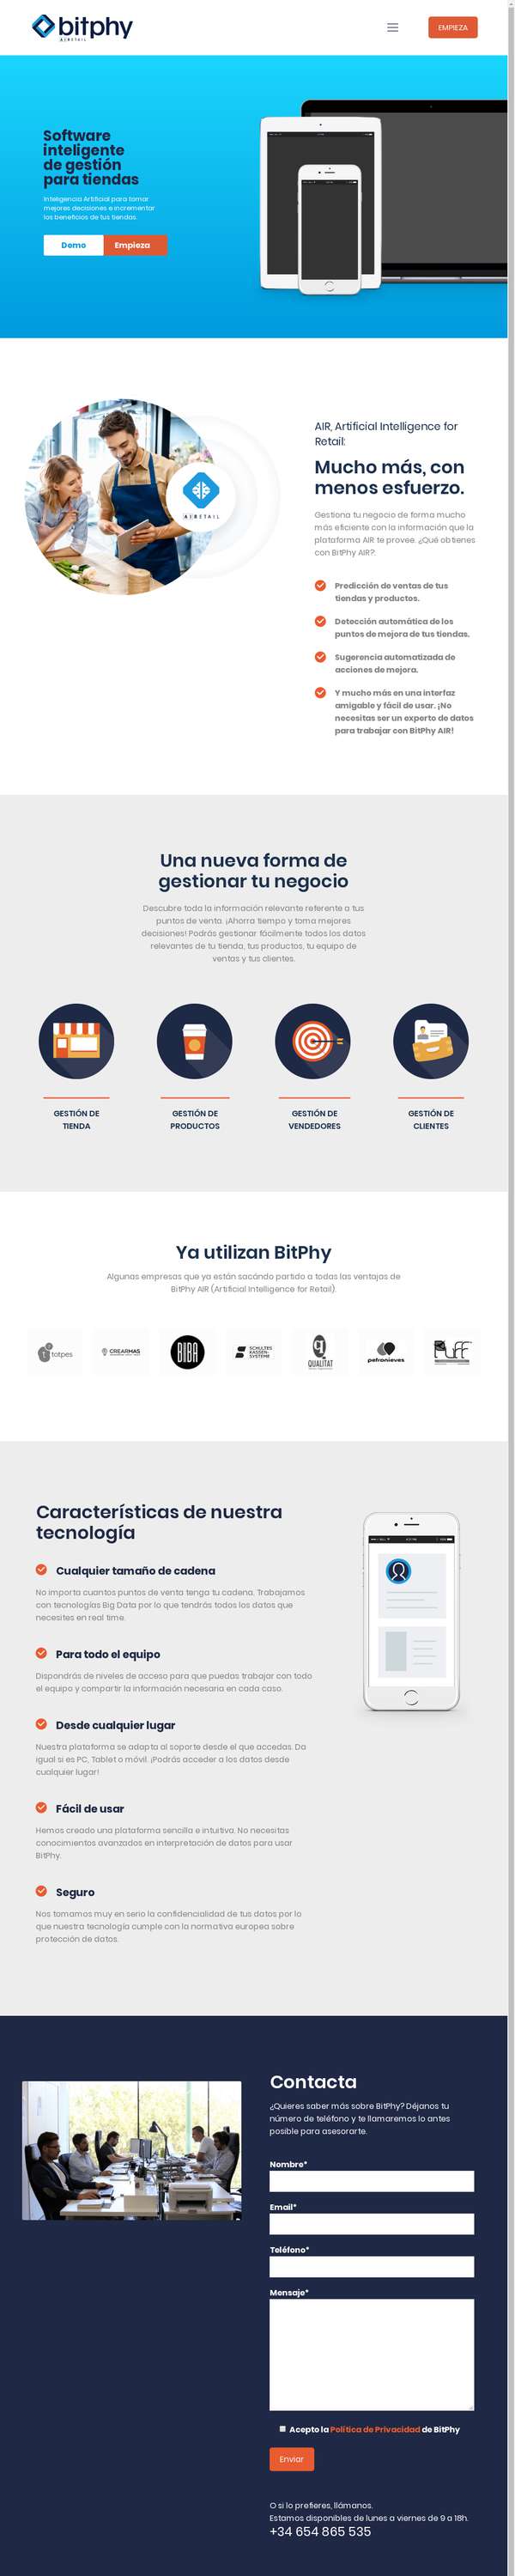 bitphy
AIRETAIL
EMPIEZA
Software
inteligente
de gestión
para tiendas
Inteligencia Artificial para tomar
mejores decisiones e incrementar
los beneficios de tus tiendas.
Demo
Empieza
AIRETAIL
AIR, Artificial Intelligence for
Retail:
Mucho más, con
menos esfuerzo.
Gestiona tu negocio de forma mucho
más eficiente con la información que la
plataforma AIR te provee. ¿Qué obtienes
con BitPhy AIR?:
Predicción de ventas de tus
tiendas y productos.
Detección automática de los
puntos de mejora de tus tiendas.
Sugerencia automatizada de
acciones de mejora.
Y mucho más en una interfaz
amigable y fácil de usar. ¡No
necesitas ser un experto de datos
para trabajar con BitPhy AIR!
Una nueva forma de
gestionar tu negocio
Descubre toda la información relevante referente a tus
puntos de venta. ¡Ahorra tiempo y toma mejores
decisiones! Podrás gestionar fácilmente todos los datos
relevantes de tu tienda, tus productos, tu equipo de
ventas y tus clientes.
GESTIÓN DE
TIENDA
GESTIÓN DE
PRODUCTOS
GESTIÓN DE
VENDEDORES
GESTIÓN DE
CLIENTES
Ya utilizan BitPhy
Algunas empresas que ya están sacándo partido a todas las ventajas de
BitPhy AIR (Artificial Intelligence for Retail).
totpes
CREARMAS
BIBA
SCHULTES
KASSEN-
SYSTEME
QUALITAT
petranieves
Puff
Características de nuestra
tecnología
Cualquier tamaño de cadena
No importa cuantos puntos de venta tenga tu cadena. Trabajamos
con tecnologías Big Data por lo que tendrás todos los datos que
necesites en real time.
Para todo el equipo
Dispondrás de niveles de acceso para que puedas trabajar con todo
el equipo y compartir la información necesaria en cada caso.
Desde cualquier lugar
Nuestra plataforma se adapta al soporte desde el que accedas. Da
igual si es PC, Tablet o móvil. ¡Podrás acceder a los datos desde
cualquier lugar!
Fácil de usar
Hemos creado una plataforma sencilla e intuitiva. No necesitas
conocimientos avanzados en interpretación de datos para usar
BitPhy.
Seguro
Nos tomamos muy en serio la confidencialidad de tus datos por lo
que nuestra tecnología cumple con la normativa europea sobre
protección de datos.
Contacta
¿Quieres saber más sobre BitPhy? Déjanos tu
número de teléfono y te llamaremos lo antes
posible para asesorarte.
Nombre*
Email*
Teléfono*
Mensaje*
Acepto la Política de Privacidad de BitPhy
Enviar
O si lo prefieres, llámanos.
Estamos disponibles de lunes a viernes de 9 a 18h.
+34 654 865 535